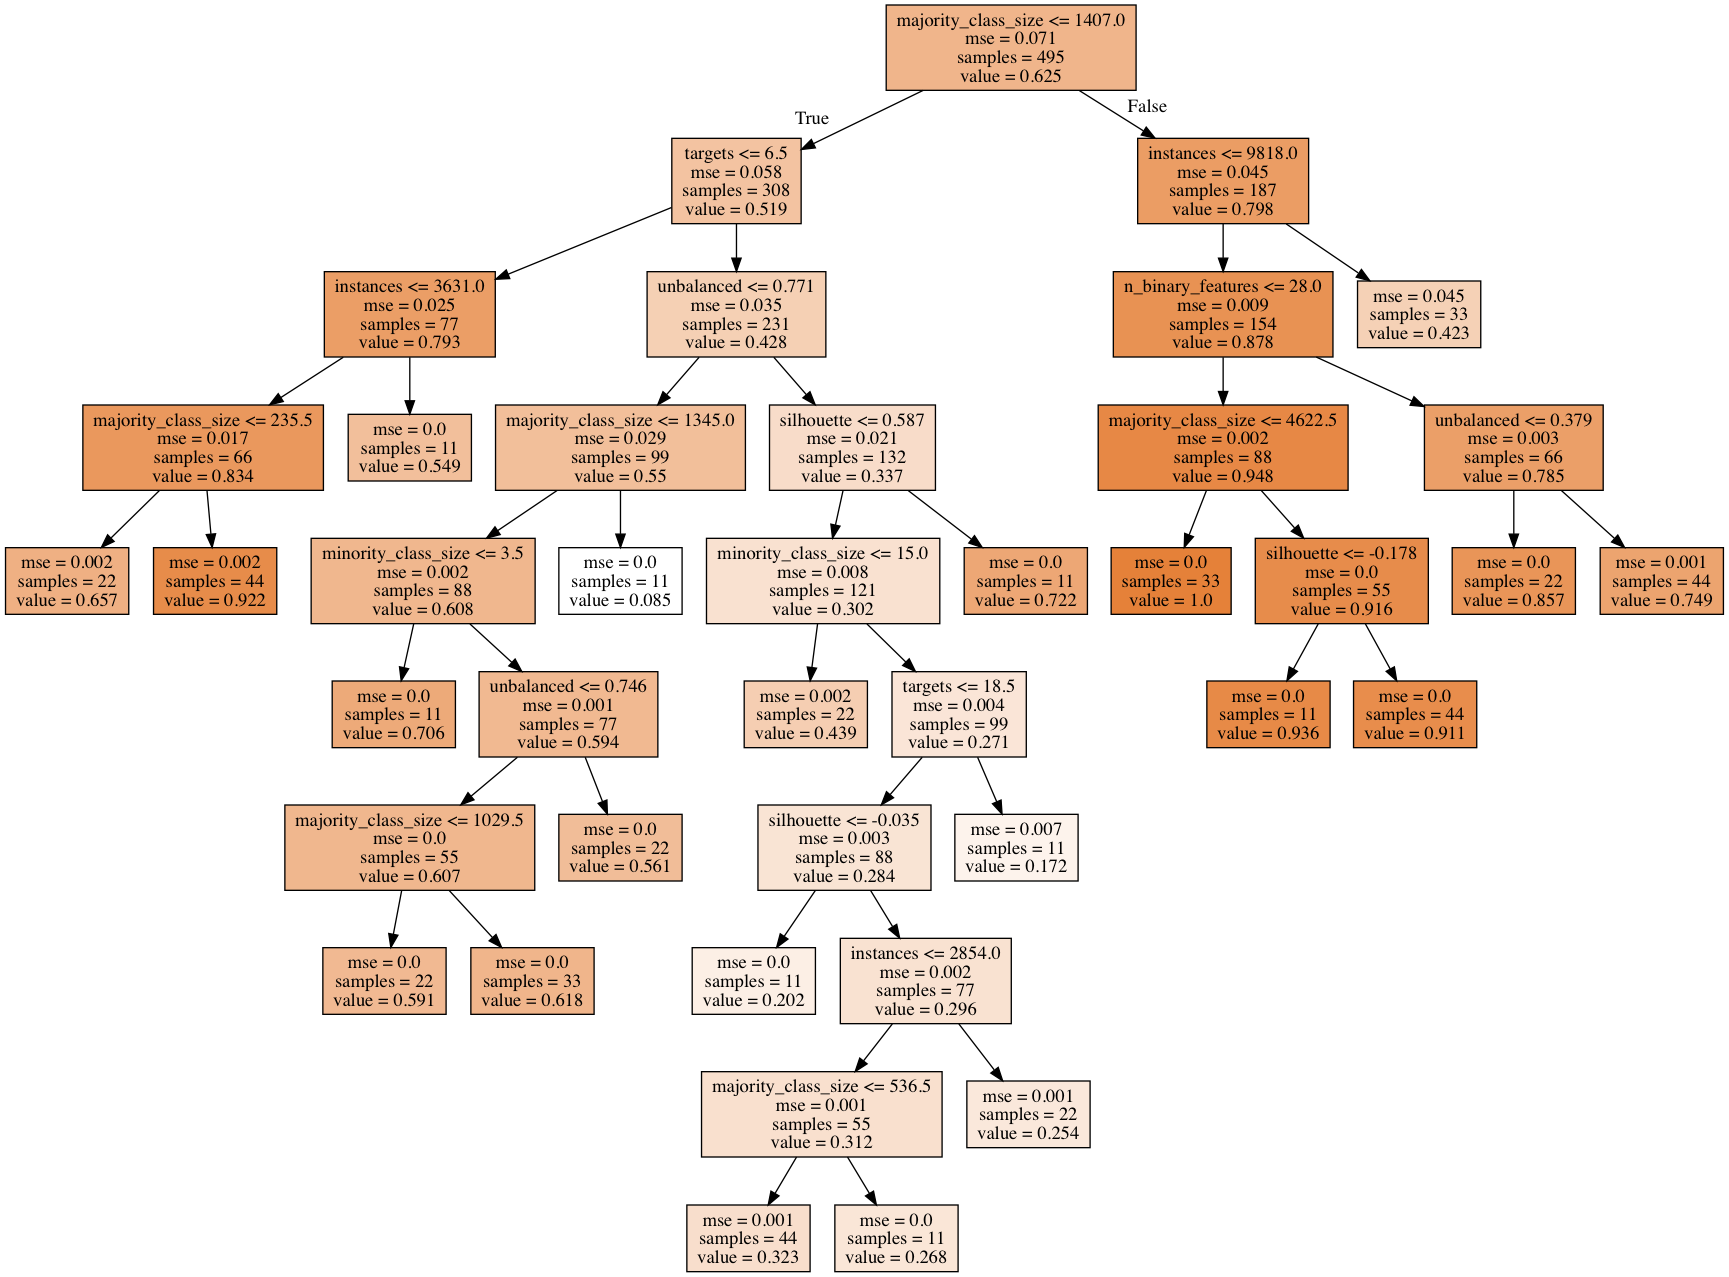 majority_class_size <= 1407.0
mse = 0.071
samples = 495
value = 0.625
True
False
targets <= 6.5
mse = 0.058
samples = 308
value = 0.519
instances <= 9818.0
mse = 0.045
samples = 187
value = 0.798
instances <= 3631.0
mse = 0.025
samples = 77
value = 0.793
unbalanced <= 0.771
mse = 0.035
samples = 231
value = 0.428
n_binary_features <= 28.0
mse = 0.009
samples = 154
value = 0.878
mse = 0.045
samples = 33
value = 0.423
majority_class_size <= 235.5
mse = 0.017
samples = 66
value = 0.834
mse = 0.0
samples = 11
value = 0.549
majority_class_size <= 1345.0
mse = 0.029
samples = 99
value = 0.55
silhouette <= 0.587
mse = 0.021
samples = 132
value = 0.337
majority_class_size <= 4622.5
mse = 0.002
samples = 88
value = 0.948
unbalanced <= 0.379
mse = 0.003
samples = 66
value = 0.785
mse = 0.002
samples = 22
value = 0.657
mse = 0.002
samples = 44
value = 0.922
minority_class_size <= 3.5
mse = 0.002
samples = 88
value = 0.608
mse = 0.0
samples = 11
value = 0.085
minority_class_size <= 15.0
mse = 0.008
samples = 121
value = 0.302
mse = 0.0
samples = 11
value = 0.722
mse = 0.0
samples = 33
value = 1.0
silhouette <= -0.178
mse = 0.0
samples = 55
value = 0.916
mse = 0.0
samples = 22
value = 0.857
mse = 0.001
samples = 44
value = 0.749
mse = 0.0
samples = 11
value = 0.706
unbalanced <= 0.746
mse = 0.001
samples = 77
value = 0.594
mse = 0.002
samples = 22
value = 0.439
targets <= 18.5
mse = 0.004
samples = 99
value = 0.271
mse = 0.0
samples = 11
value = 0.936
mse = 0.0
samples = 44
value = 0.911
majority_class_size <= 1029.5
mse = 0.0
samples = 55
value = 0.607
mse = 0.0
samples = 22
value = 0.561
silhouette <= -0.035
mse = 0.003
samples = 88
value = 0.284
mse = 0.007
samples = 11
value = 0.172
mse = 0.0
samples = 22
value = 0.591
mse = 0.0
samples = 33
value = 0.618
mse = 0.0
samples = 11
value = 0.202
instances <= 2854.0
mse = 0.002
samples = 77
value = 0.296
majority_class_size <= 536.5
mse = 0.001
samples = 55
value = 0.312
mse = 0.001
samples = 22
value = 0.254
mse = 0.001
samples = 44
value = 0.323
mse = 0.0
samples = 11
value = 0.268